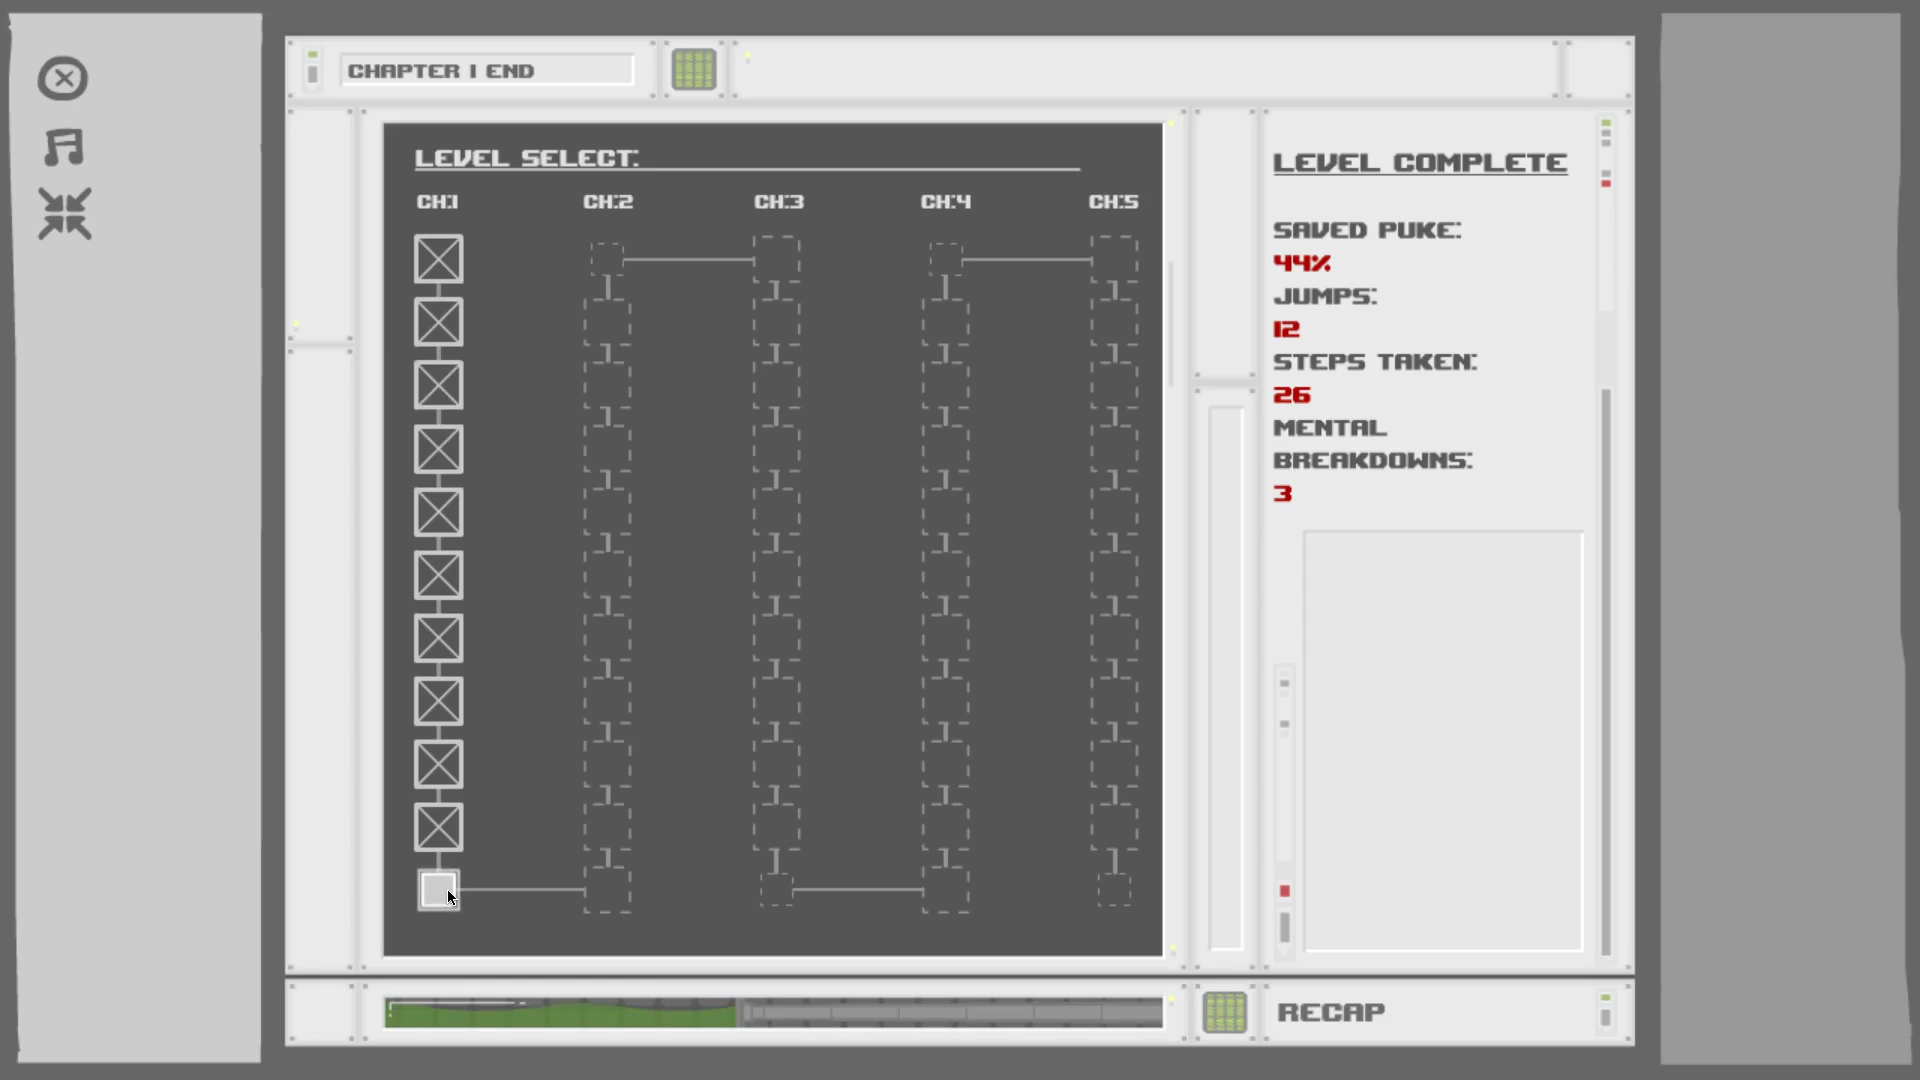 CHAPTER 1 END
LEVEL SELECT:
CH:1 CH:2 CH:3 CH:4 CH:5
LEVEL COMPLETE
SAVED PUKE:
44%
JUMPS:
12
STEPS TAKEN:
26
MENTAL
BREAKDOWNS:
3
RECAP